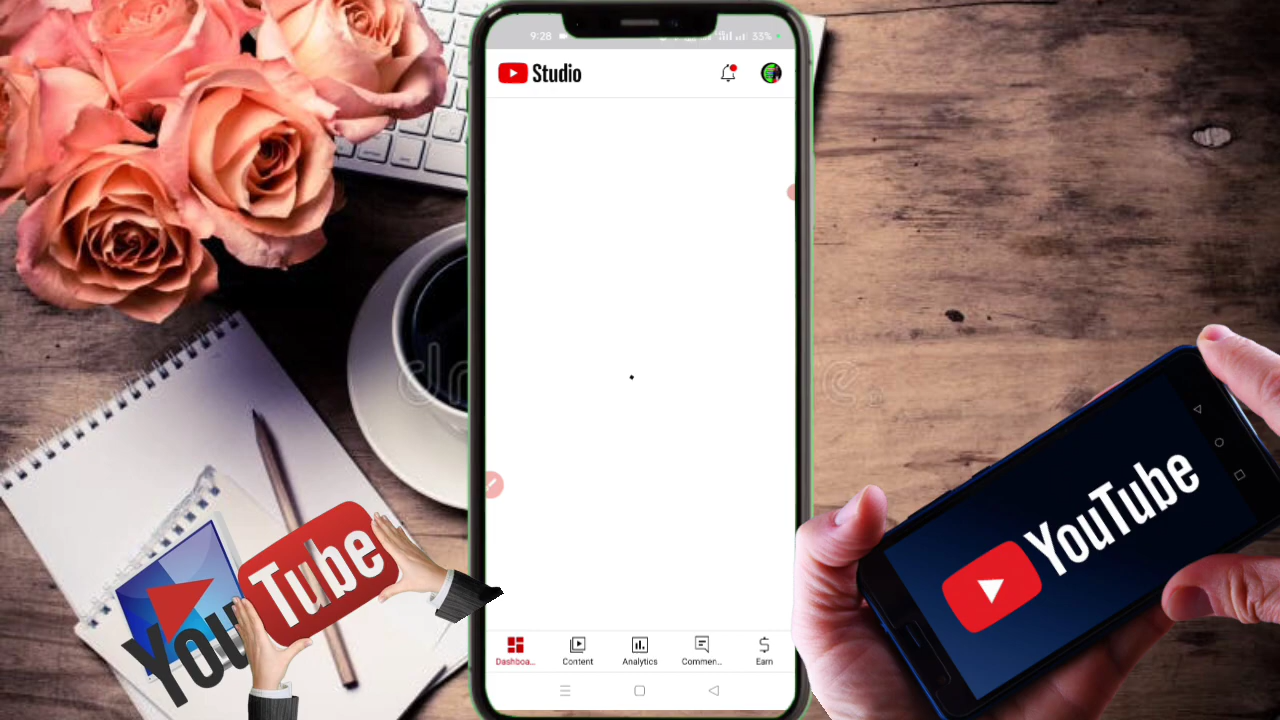 9:28
33%
Studio
Dashboa...
Content
Analytics
Commen...
Earn
YouTube
YouTube